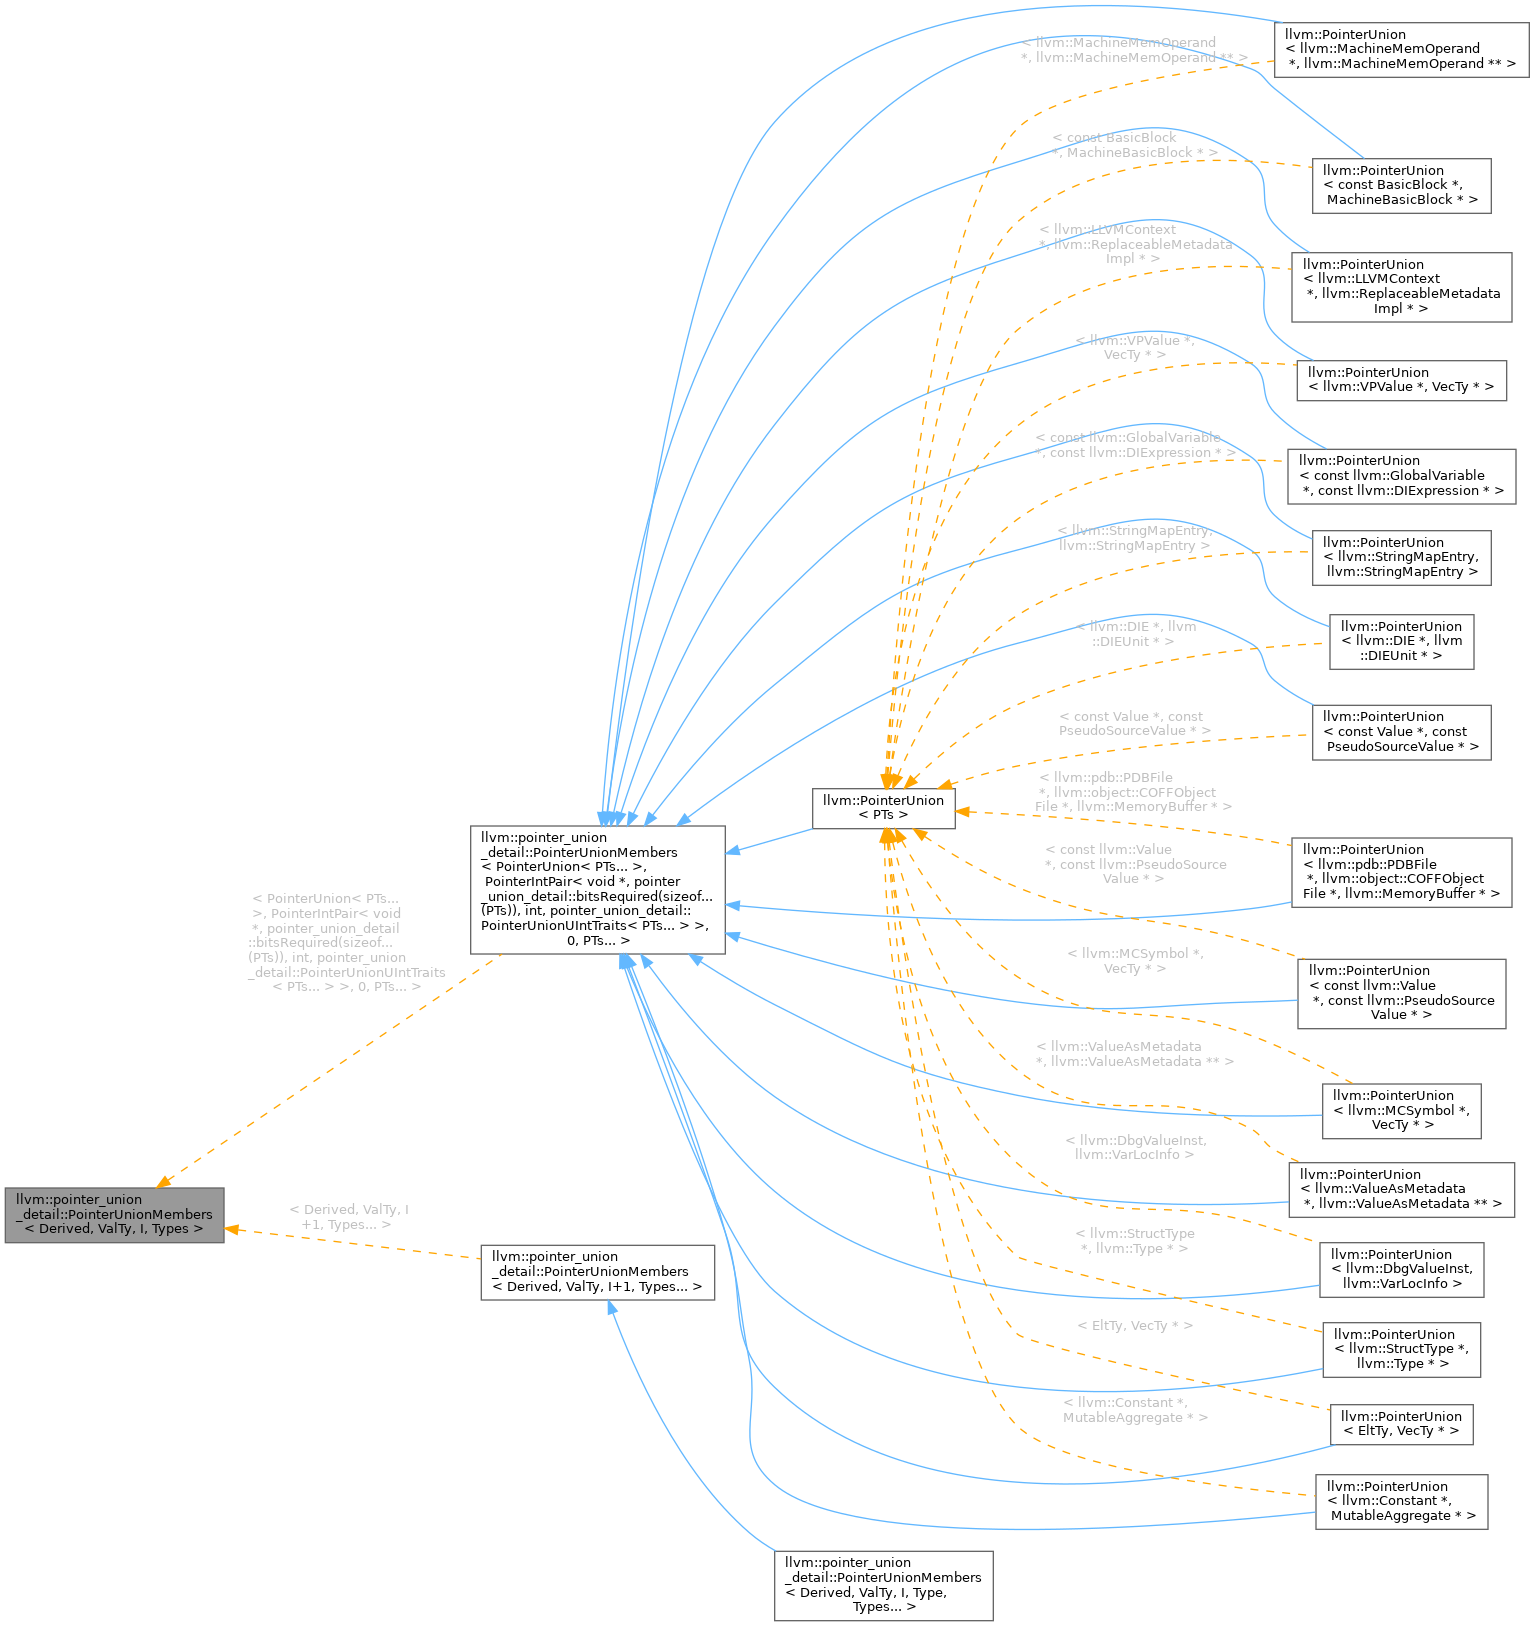 llvm::pointer_union
_detail::PointerUnionMembers
< Derived, ValTy, I, Types >
< PointerUnion< PTs...
>, PointerIntPair< void
*, pointer_union_detail
::bitsRequired(sizeof...
(PTs)), int, pointer_union
_detail::PointerUnionUIntTraits
< PTs... > >, 0, PTs... >
< Derived, ValTy, I
+1, Types... >
llvm::pointer_union
_detail::PointerUnionMembers
< PointerUnion< PTs... >,
PointerIntPair< void *, pointer
_union_detail::bitsRequired(sizeof...
(PTs)), int, pointer_union_detail::
PointerUnionUIntTraits< PTs... > >,
0, PTs... >
llvm::pointer_union
_detail::PointerUnionMembers
< Derived, ValTy, I+1, Types... >
llvm::pointer_union
_detail::PointerUnionMembers
< Derived, ValTy, I, Type,
Types... >
llvm::PointerUnion
< PTs >
< llvm::MachineMemOperand
*, llvm::MachineMemOperand ** >
< const BasicBlock
*, MachineBasicBlock * >
< llvm::LLVMContext
*, llvm::ReplaceableMetadata
Impl * >
< llvm::VPValue *,
VecTy * >
< const llvm::GlobalVariable
*, const llvm::DIExpression * >
< llvm::StringMapEntry,
llvm::StringMapEntry >
< llvm::DIE *, llvm
::DIEUnit * >
< const Value *, const
PseudoSourceValue * >
< llvm::pdb::PDBFile
*, llvm::object::COFFObject
File *, llvm::MemoryBuffer * >
< const llvm::Value
*, const llvm::PseudoSource
Value * >
< llvm::MCSymbol *,
VecTy * >
< llvm::ValueAsMetadata
*, llvm::ValueAsMetadata ** >
< llvm::DbgValueInst,
llvm::VarLocInfo >
< llvm::StructType
*, llvm::Type * >
< EltTy, VecTy * >
< llvm::Constant *,
MutableAggregate * >
llvm::PointerUnion
< llvm::MachineMemOperand
*, llvm::MachineMemOperand ** >
llvm::PointerUnion
< const BasicBlock *,
MachineBasicBlock * >
llvm::PointerUnion
< llvm::LLVMContext
*, llvm::ReplaceableMetadata
Impl * >
llvm::PointerUnion
< llvm::VPValue *, VecTy * >
llvm::PointerUnion
< const llvm::GlobalVariable
*, const llvm::DIExpression * >
llvm::PointerUnion
< llvm::StringMapEntry,
llvm::StringMapEntry >
llvm::PointerUnion
< llvm::DIE *, llvm
::DIEUnit * >
llvm::PointerUnion
< const Value *, const
PseudoSourceValue * >
llvm::PointerUnion
< llvm::pdb::PDBFile
*, llvm::object::COFFObject
File *, llvm::MemoryBuffer * >
llvm::PointerUnion
< const llvm::Value
*, const llvm::PseudoSource
Value * >
llvm::PointerUnion
< llvm::MCSymbol *,
VecTy * >
llvm::PointerUnion
< llvm::ValueAsMetadata
*, llvm::ValueAsMetadata ** >
llvm::PointerUnion
< llvm::DbgValueInst,
llvm::VarLocInfo >
llvm::PointerUnion
< llvm::StructType *,
llvm::Type * >
llvm::PointerUnion
< EltTy, VecTy * >
llvm::PointerUnion
< llvm::Constant *,
MutableAggregate * >